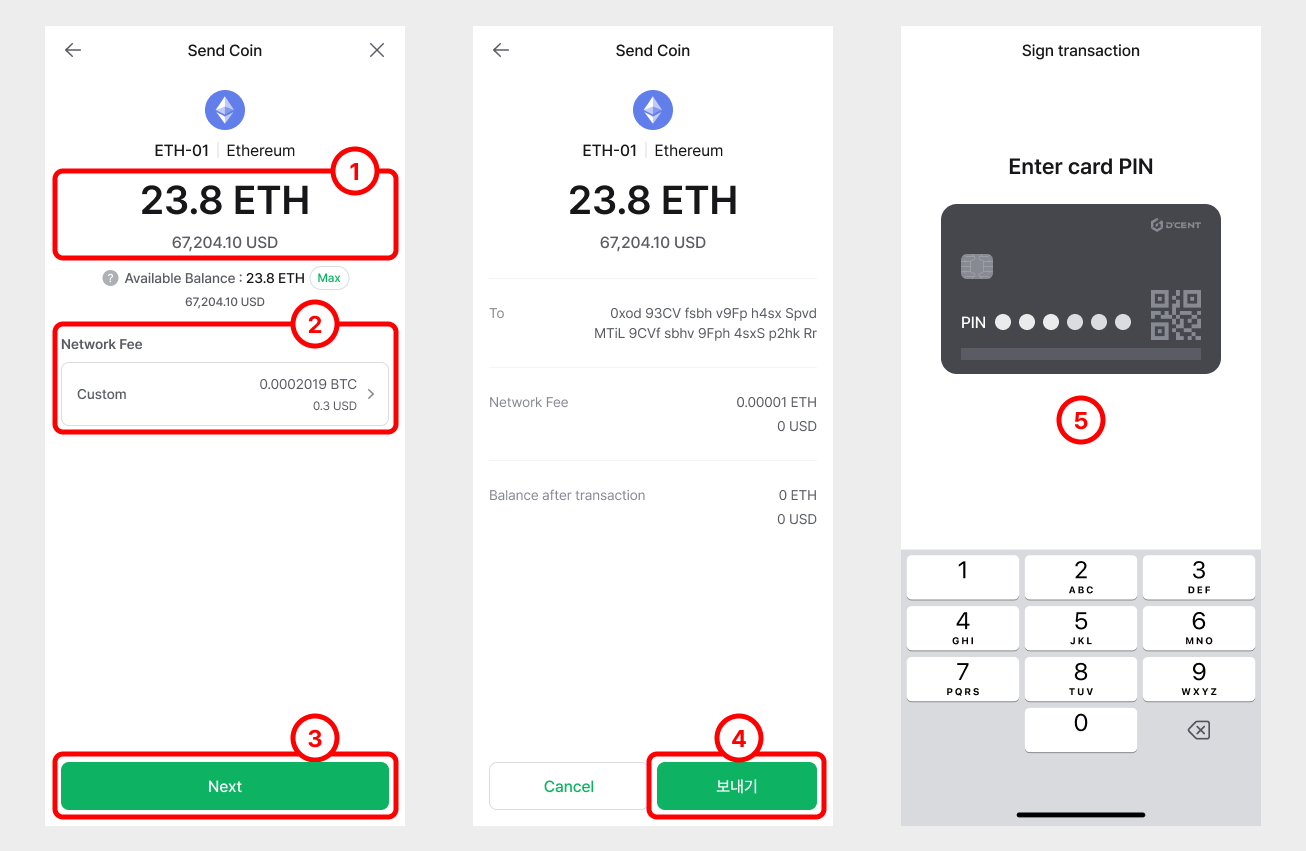 Send Coin
ETH-01 Ethereum
1
23.8 ETH
67,204.10 USD
? Available Balance : 23.8 ETH Max
67,204.10 USD
2
Network Fee
Custom
0.0002019 BTC
0.3 USD
3
Next
Send Coin
ETH-01 Ethereum
23.8 ETH
67,204.10 USD
To
0xod 93CV fsbh v9Fp h4sx Spvd
MTiL 9CVf sbhv 9Fph 4sxS p2hk Rr
Network Fee 0.00001 ETH
0 USD
Balance after transaction 0 ETH
0 USD
4
Cancel 보내기
Sign transaction
Enter card PIN
D'CENT
PIN
5
1 2 3
ABC DEF
4 5 6
GHI JKL MNO
7 8 9
PQRS TUV WXYZ
0